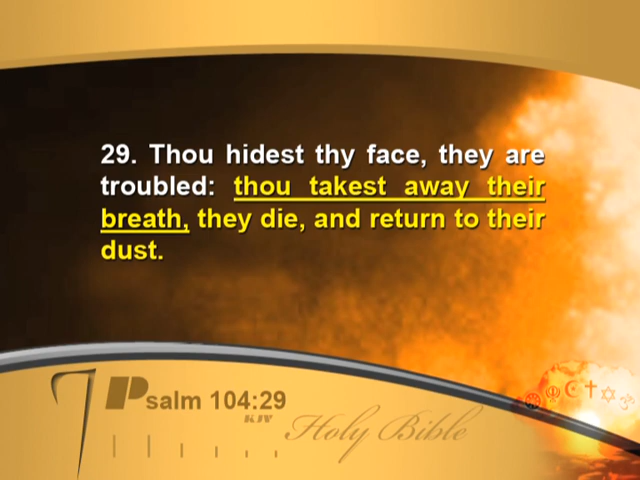 29. Thou hidest thy face, they are
troubled: thou takest away their
breath, they die, and return to their
dust.
Psalm 104:29
KJV
Holy Bible